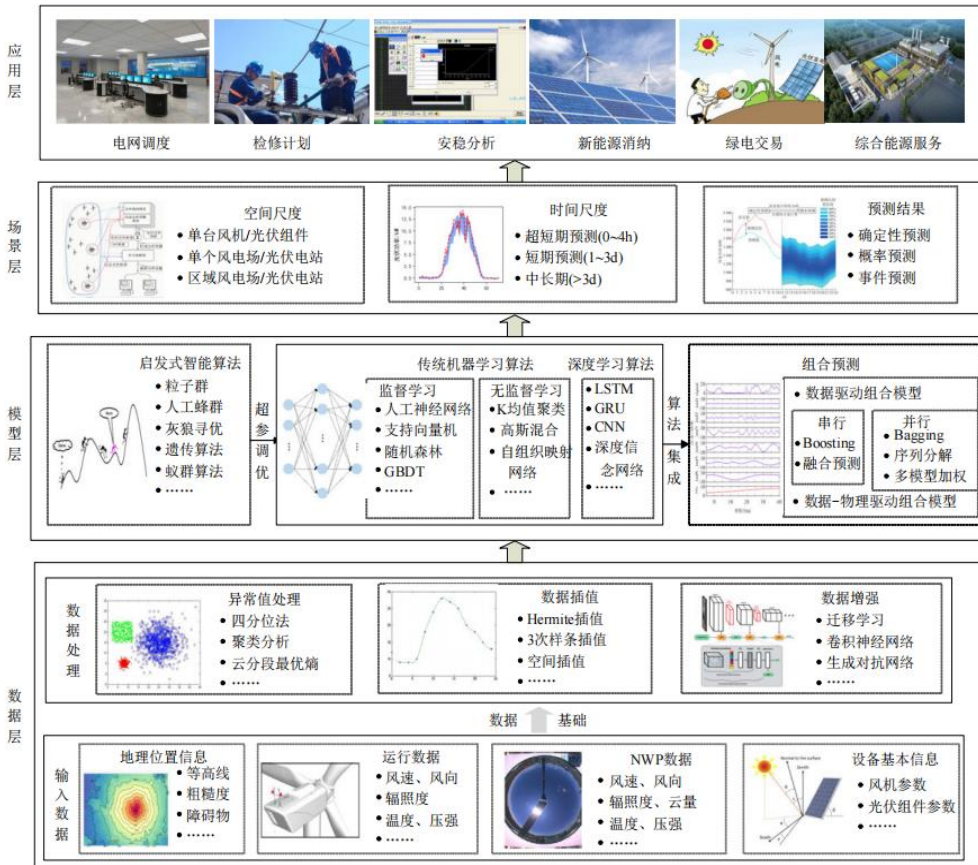 应用层
电网调度
检修计划
安稳分析
新能源消纳
绿电交易
综合能源服务
场景层
空间尺度
• 单台风机/光伏组件
• 单个风电场/光伏电站
• 区域风电场/光伏电站
时间尺度
• 超短期预测(0~4h)
• 短期预测(1~3d)
• 中长期(>3d)
预测结果
• 确定性预测
• 概率预测
• 事件预测
模型层
启发式智能算法
• 粒子群
• 人工蜂群
• 灰狼寻优
• 遗传算法
• 蚁群算法
• ……
超参调优
传统机器学习算法
监督学习
• 人工神经网络
• 支持向量机
• 随机森林
• GBDT
• ……
无监督学习
• K均值聚类
• 高斯混合
• 自组织映射
网络
• ……
深度学习算法
• LSTM
• GRU
• CNN
• 深度信
念网络
• ……
算法集成
组合预测
• 数据驱动组合模型
串行
• Boosting
• 融合预测
并行
• Bagging
• 序列分解
• 多模型加权
• 数据-物理驱动组合模型
数据层
数据处理
异常值处理
• 四分位法
• 聚类分析
• 云分段最优熵
• ……
数据插值
• Hermite插值
• 3次样条插值
• 空间插值
• ……
数据增强
• 迁移学习
• 卷积神经网络
• 生成对抗网络
• ……
数据 基础
输入数据
地理位置信息
• 等高线
• 粗糙度
• 障碍物
• ……
运行数据
• 风速、风向
• 辐照度
• 温度、压强
• ……
NWP数据
• 风速、风向
• 辐照度、云量
• 温度、压强
• ……
设备基本信息
• 风机参数
• 光伏组件参数
• ……